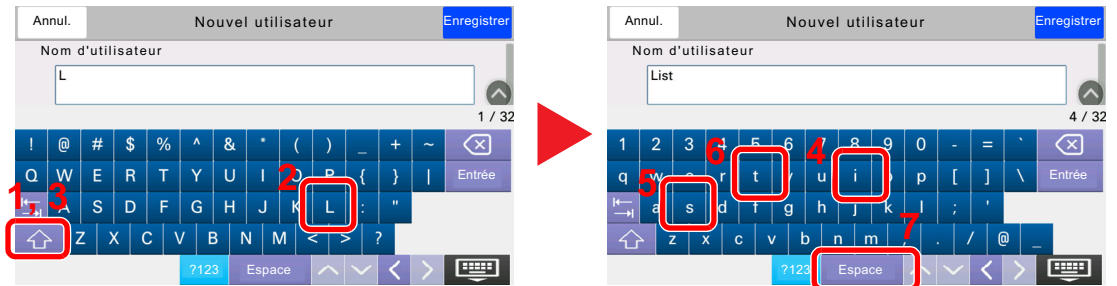 Annul. Nouvel utilisateur Enregistrer
Nom d'utilisateur
L
1 / 32
! @ # $ % ^ & * ( ) _ + ~
Q W E R T Y U I O P { } | Entrée
1, 3 A S D F G H J K 2 L : "
Z X C V B N M < > ?
?123 Espace
Annul. Nouvel utilisateur Enregistrer
Nom d'utilisateur
List
4 / 32
1 2 3 4 5 6 7 8 9 0 - = `
q w e r 6 t y u 4 i o p [ ] \ Entrée
a 5 s d f g h j k l ; '
z x c v b n m , . / @ _
7
?123 Espace